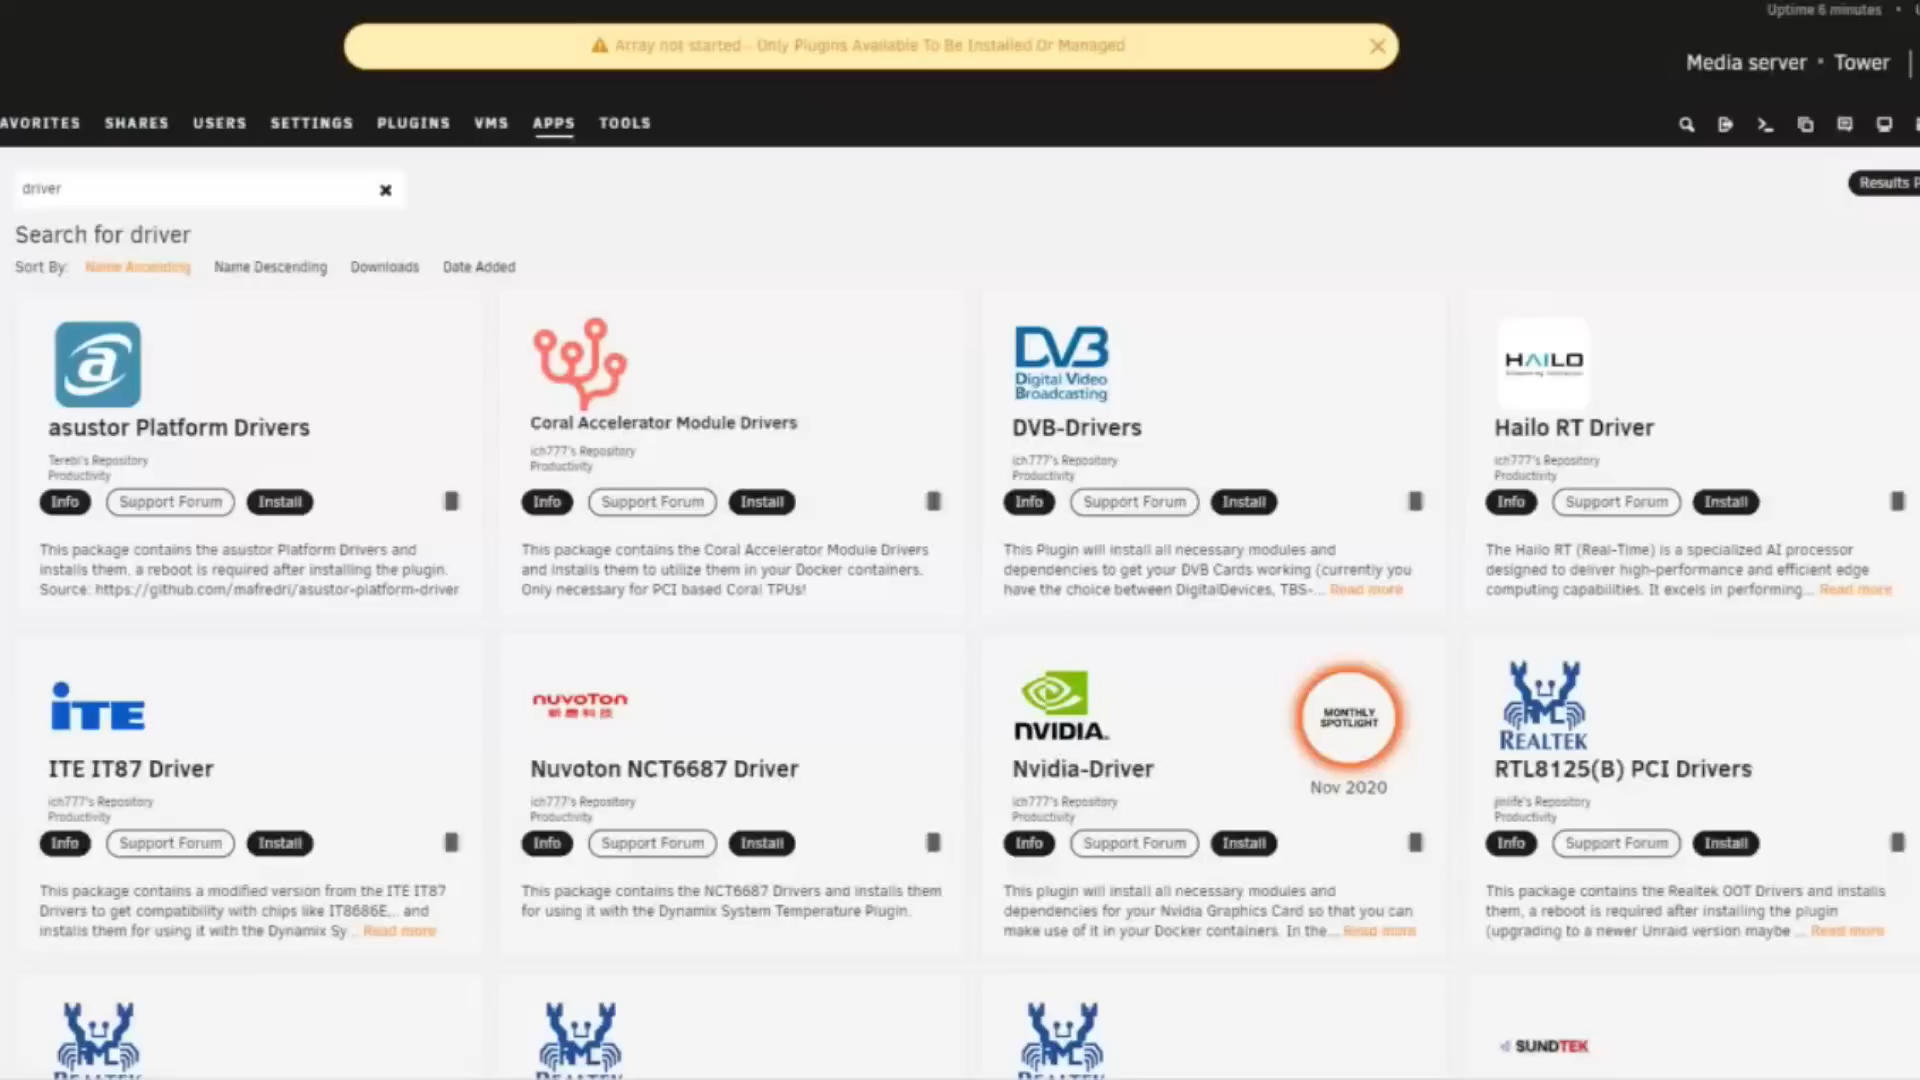 Uptime 6 minutes •
Array not started - Only Plugins Available To Be Installed Or Managed
Media server • Tower
AVORITES SHARES USERS SETTINGS PLUGINS VMS APPS TOOLS
driver
Results P
Search for driver
Sort By: Name Ascending Name Descending Downloads Date Added
asustor Platform Drivers
Terebi's Repository
Productivity
Info Support Forum Install
This package contains the asustor Platform Drivers and
installs them, a reboot is required after installing the plugin.
Source: https://github.com/mafredri/asustor-platform-driver
Coral Accelerator Module Drivers
ich777's Repository
Productivity
Info Support Forum Install
This package contains the Coral Accelerator Module Drivers
and installs them to utilize them in your Docker containers.
Only necessary for PCI based Coral TPUs!
DVB
Digital Video
Broadcasting
DVB-Drivers
ich777's Repository
Productivity
Info Support Forum Install
This Plugin will install all necessary modules and
dependencies to get your DVB Cards working (currently you
have the choice between DigitalDevices, TBS-... Read more
HAILO
Hailo RT Driver
ich777's Repository
Productivity
Info Support Forum Install
The Hailo RT (Real-Time) is a specialized AI processor
designed to deliver high-performance and efficient edge
computing capabilities. It excels in performing... Read more
iTE
ITE IT87 Driver
ich777's Repository
Productivity
Info Support Forum Install
This package contains a modified version from the ITE IT87
Drivers to get compatibility with chips like IT8686E,.. and
installs them for using it with the Dynamix Sy... Read more
nuvoTon
新唐科技
Nuvoton NCT6687 Driver
ich777's Repository
Productivity
Info Support Forum Install
This package contains the NCT6687 Drivers and installs them
for using it with the Dynamix System Temperature Plugin.
NVIDIA.
MONTHLY
SPOTLIGHT
Nov 2020
Nvidia-Driver
ich777's Repository
Productivity
Info Support Forum Install
This plugin will install all necessary modules and
dependencies for your Nvidia Graphics Card so that you can
make use of it in your Docker containers. In the... Read more
REALTEK
RTL8125(B) PCI Drivers
jinlife's Repository
Productivity
Info Support Forum Install
This package contains the Realtek OOT Drivers and installs
them, a reboot is required after installing the plugin
(upgrading to a newer Unraid version maybe ... Read more
REALTEK
REALTEK
REALTEK
SUNDTEK